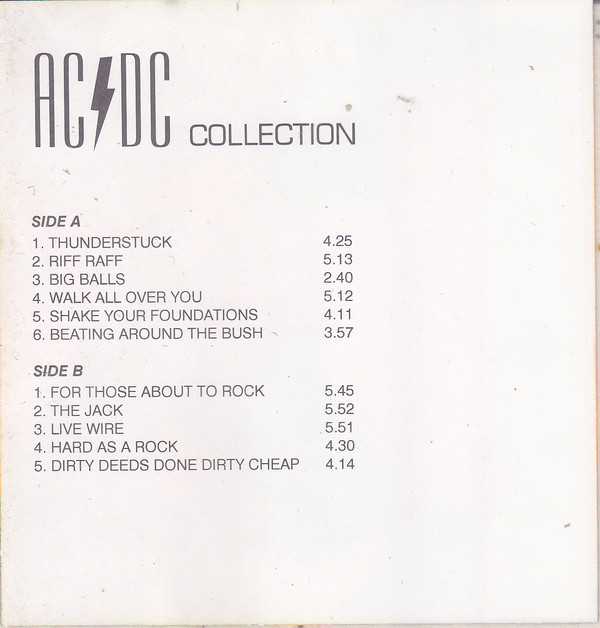 AC⚡DC COLLECTION
SIDE A
1. THUNDERSTUCK 4.25
2. RIFF RAFF 5.13
3. BIG BALLS 2.40
4. WALK ALL OVER YOU 5.12
5. SHAKE YOUR FOUNDATIONS 4.11
6. BEATING AROUND THE BUSH 3.57
SIDE B
1. FOR THOSE ABOUT TO ROCK 5.45
2. THE JACK 5.52
3. LIVE WIRE 5.51
4. HARD AS A ROCK 4.30
5. DIRTY DEEDS DONE DIRTY CHEAP 4.14